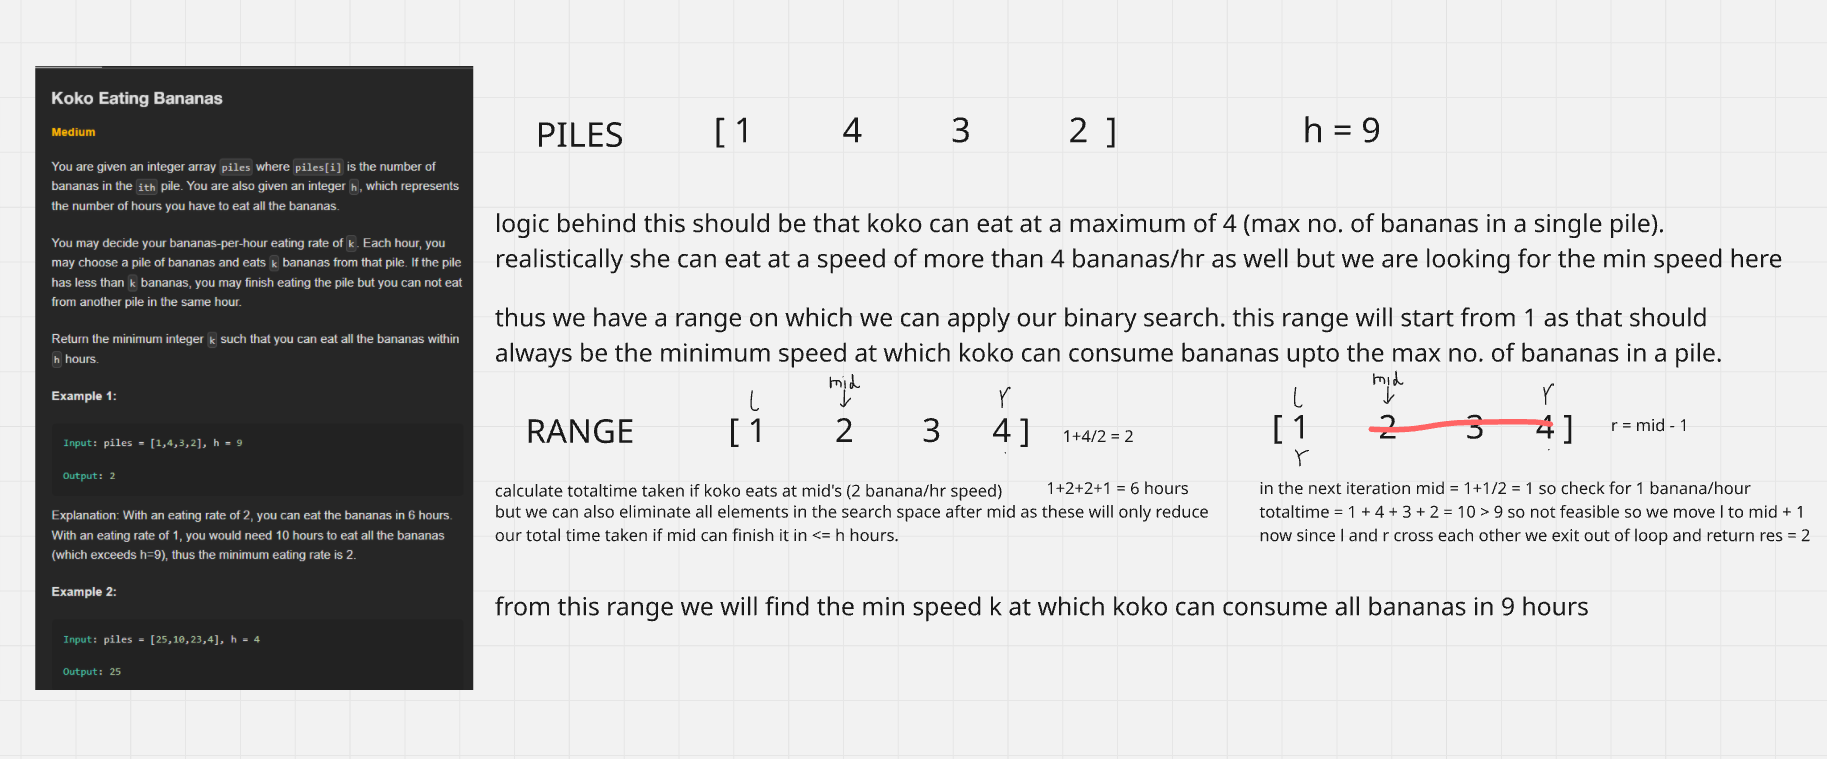 Koko Eating Bananas
Medium
You are given an integer array piles where piles[i] is the number of
bananas in the ith pile. You are also given an integer h, which represents
the number of hours you have to eat all the bananas.
You may decide your bananas-per-hour eating rate of k. Each hour, you
may choose a pile of bananas and eats k bananas from that pile. If the pile
has less than k bananas, you may finish eating the pile but you can not eat
from another pile in the same hour.
Return the minimum integer k such that you can eat all the bananas within
h hours.
Example 1:
Input: piles = [1,4,3,2], h = 9
Output: 2
Explanation: With an eating rate of 2, you can eat the bananas in 6 hours.
With an eating rate of 1, you would need 10 hours to eat all the bananas
(which exceeds h=9), thus the minimum eating rate is 2.
Example 2:
Input: piles = [25,10,23,4], h = 4
Output: 25
PILES [ 1 4 3 2 ] h = 9
logic behind this should be that koko can eat at a maximum of 4 (max no. of bananas in a single pile).
realistically she can eat at a speed of more than 4 bananas/hr as well but we are looking for the min speed here
thus we have a range on which we can apply our binary search. this range will start from 1 as that should
always be the minimum speed at which koko can consume bananas upto the max no. of bananas in a pile.
l mid r
RANGE [ 1 2 3 4 ] 1+4/2 = 2
calculate totaltime taken if koko eats at mid's (2 banana/hr speed) 1+2+2+1 = 6 hours
but we can also eliminate all elements in the search space after mid as these will only reduce
our total time taken if mid can finish it in <= h hours.
l mid r
[ 1 2 3 4 ] r = mid - 1
r
in the next iteration mid = 1+1/2 = 1 so check for 1 banana/hour
totaltime = 1 + 4 + 3 + 2 = 10 > 9 so not feasible so we move l to mid + 1
now since l and r cross each other we exit out of loop and return res = 2
from this range we will find the min speed k at which koko can consume all bananas in 9 hours